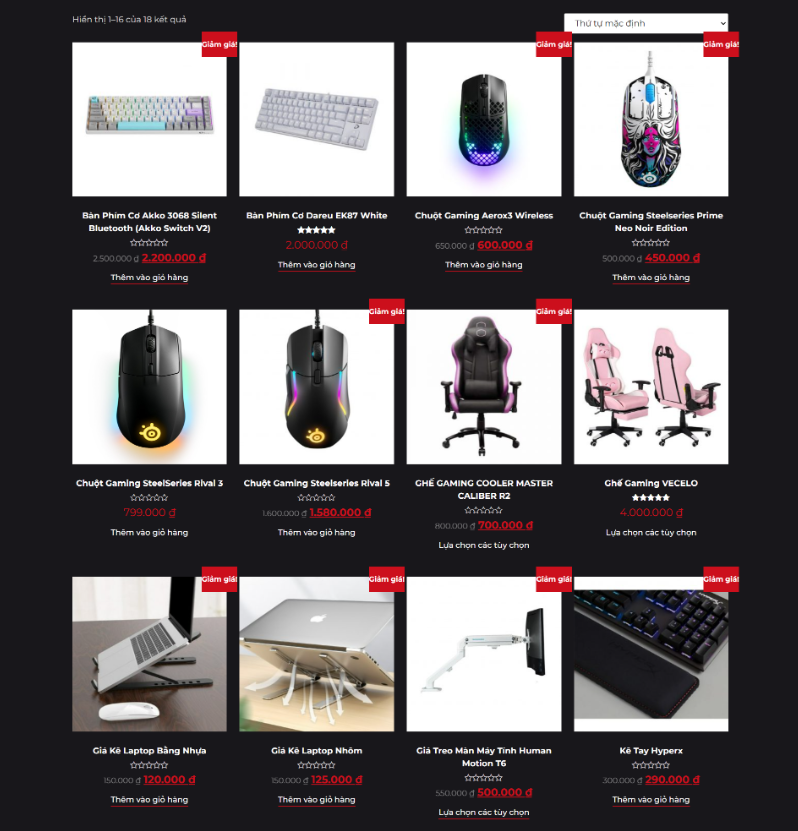 Hiển thị 1–16 của 18 kết quả
Thứ tự mặc định
Giảm giá!
Giảm giá!
Giảm giá!
Bàn Phím Cơ Akko 3068 Silent
Bluetooth (Akko Switch V2)
2.500.000 ₫ 2.200.000 ₫
Thêm vào giỏ hàng
Bàn Phím Cơ Dareu EK87 White
2.000.000 ₫
Thêm vào giỏ hàng
Chuột Gaming Aerox3 Wireless
650.000 ₫ 600.000 ₫
Thêm vào giỏ hàng
Chuột Gaming Steelseries Prime
Neo Noir Edition
500.000 ₫ 450.000 ₫
Thêm vào giỏ hàng
Giảm giá!
Giảm giá!
Chuột Gaming SteelSeries Rival 3
799.000 ₫
Thêm vào giỏ hàng
Chuột Gaming Steelseries Rival 5
1.600.000 ₫ 1.580.000 ₫
Thêm vào giỏ hàng
GHẾ GAMING COOLER MASTER
CALIBER R2
800.000 ₫ 700.000 ₫
Lựa chọn các tùy chọn
Ghế Gaming VECELO
4.000.000 ₫
Lựa chọn các tùy chọn
Giảm giá!
Giảm giá!
Giảm giá!
Giảm giá!
Giá Kê Laptop Bằng Nhựa
150.000 ₫ 120.000 ₫
Thêm vào giỏ hàng
Giá Kê Laptop Nhôm
150.000 ₫ 125.000 ₫
Thêm vào giỏ hàng
Giá Treo Màn Máy Tính Human
Motion T6
550.000 ₫ 500.000 ₫
Lựa chọn các tùy chọn
Kê Tay Hyperx
300.000 ₫ 290.000 ₫
Thêm vào giỏ hàng